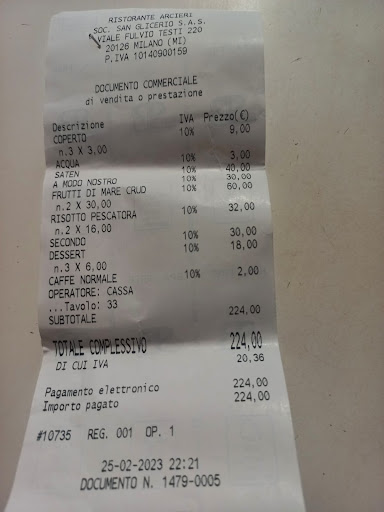 RISTORANTE ARCIERI
SOC. SAN GLICERIO S.A.S.
VIALE FULVIO TESTI 220
20126 MILANO (MI)
P.IVA 10140900159
DOCUMENTO COMMERCIALE
di vendita o prestazione
Descrizione IVA Prezzo(€)
COPERTO 10% 9,00
n.3 X 3,00
ACQUA 10% 3,00
SATEN 10% 40,00
A MODO NOSTRO 10% 30,00
FRUTTI DI MARE CRUD 10% 60,00
n.2 X 30,00
RISOTTO PESCATORA 10% 32,00
n.2 X 16,00
SECONDO 10% 30,00
DESSERT 10% 18,00
n.3 X 6,00
CAFFE NORMALE 10% 2,00
OPERATORE: CASSA
...Tavolo: 33
SUBTOTALE 224,00
TOTALE COMPLESSIVO 224,00
DI CUI IVA 20,36
Pagamento elettronico 224,00
Importo pagato 224,00
#10735 REG. 001 OP. 1
25-02-2023 22:21
DOCUMENTO N. 1479-0005